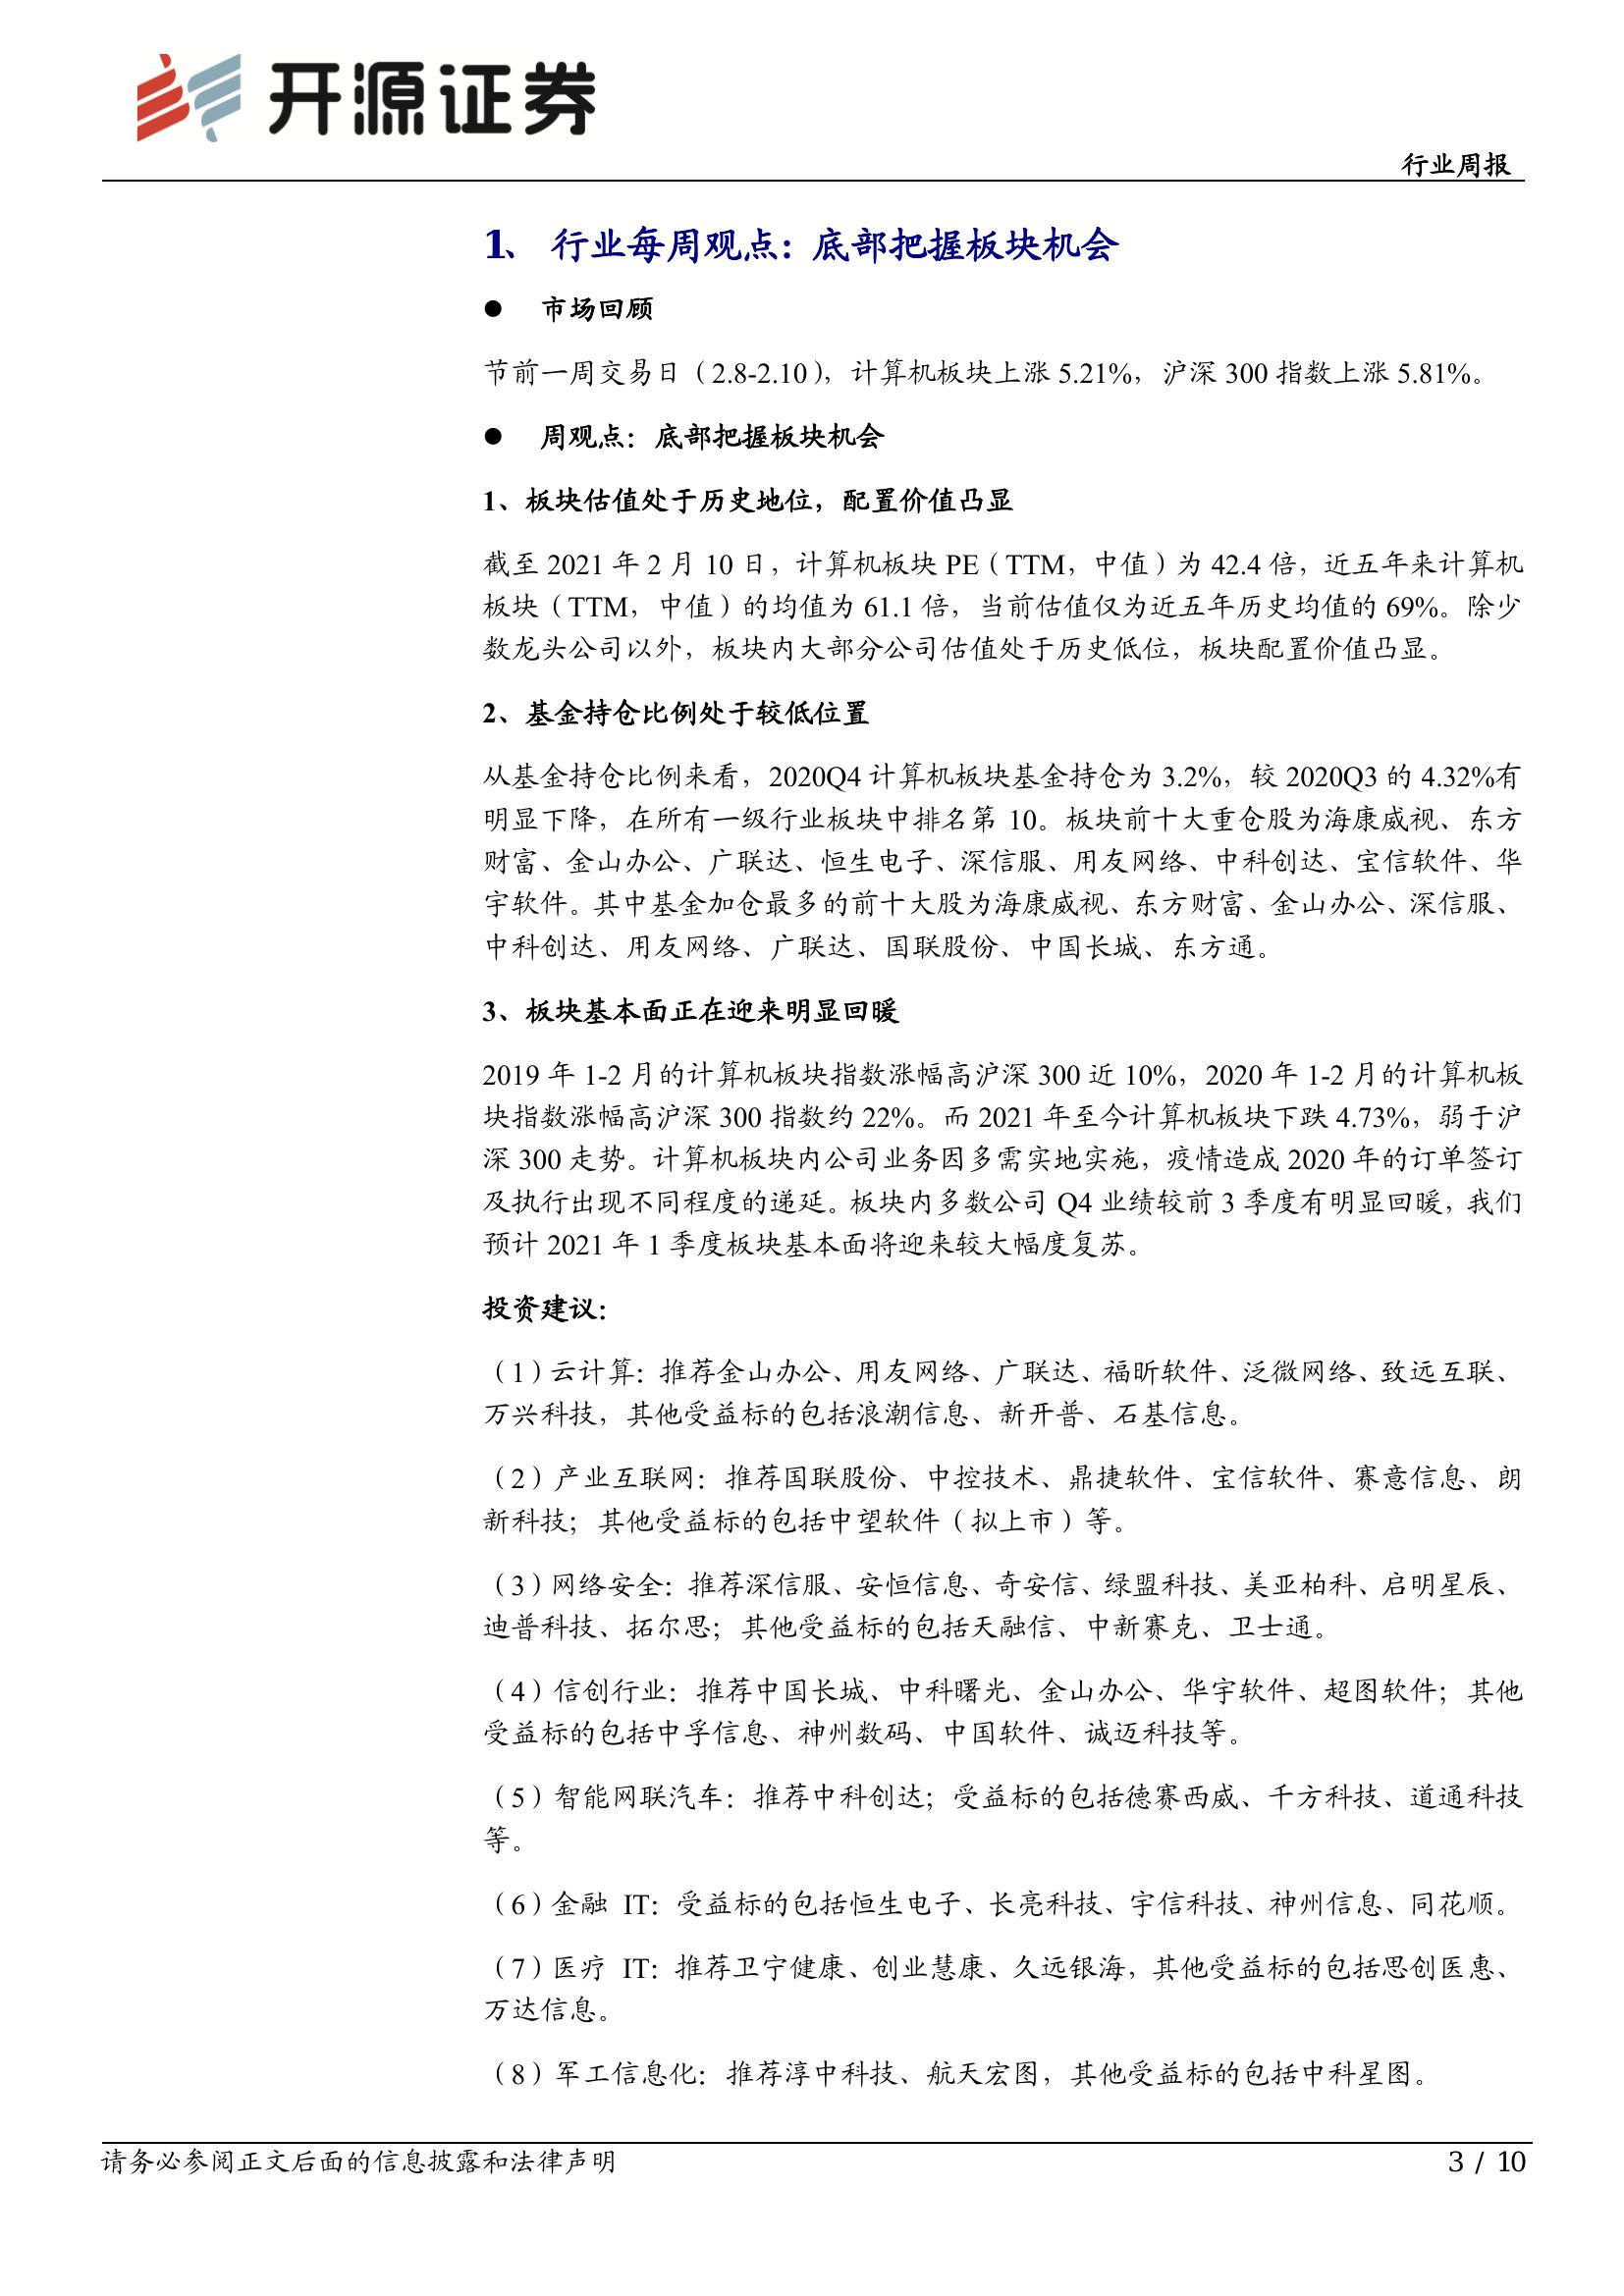 开源证券
行业周报
1、 行业每周观点：底部把握板块机会
● 市场回顾
节前一周交易日（2.8-2.10），计算机板块上涨 5.21%，沪深 300 指数上涨 5.81%。
● 周观点：底部把握板块机会
1、板块估值处于历史地位，配置价值凸显
截至 2021 年 2 月 10 日，计算机板块 PE（TTM，中值）为 42.4 倍，近五年来计算机
板块（TTM，中值）的均值为 61.1 倍，当前估值仅为近五年历史均值的 69%。除少
数龙头公司以外，板块内大部分公司估值处于历史低位，板块配置价值凸显。
2、基金持仓比例处于较低位置
从基金持仓比例来看，2020Q4 计算机板块基金持仓为 3.2%，较 2020Q3 的 4.32%有
明显下降，在所有一级行业板块中排名第 10。板块前十大重仓股为海康威视、东方
财富、金山办公、广联达、恒生电子、深信服、用友网络、中科创达、宝信软件、华
宇软件。其中基金加仓最多的前十大股为海康威视、东方财富、金山办公、深信服、
中科创达、用友网络、广联达、国联股份、中国长城、东方通。
3、板块基本面正在迎来明显回暖
2019 年 1-2 月的计算机板块指数涨幅高沪深 300 近 10%，2020 年 1-2 月的计算机板
块指数涨幅高沪深 300 指数约 22%。而 2021 年至今计算机板块下跌 4.73%，弱于沪
深 300 走势。计算机板块内公司业务因多需实地实施，疫情造成 2020 年的订单签订
及执行出现不同程度的递延。板块内多数公司 Q4 业绩较前 3 季度有明显回暖，我们
预计 2021 年 1 季度板块基本面将迎来较大幅度复苏。
投资建议：
（1）云计算：推荐金山办公、用友网络、广联达、福昕软件、泛微网络、致远互联、
万兴科技，其他受益标的包括浪潮信息、新开普、石基信息。
（2）产业互联网：推荐国联股份、中控技术、鼎捷软件、宝信软件、赛意信息、朗
新科技；其他受益标的包括中望软件（拟上市）等。
（3）网络安全：推荐深信服、安恒信息、奇安信、绿盟科技、美亚柏科、启明星辰、
迪普科技、拓尔思；其他受益标的包括天融信、中新赛克、卫士通。
（4）信创行业：推荐中国长城、中科曙光、金山办公、华宇软件、超图软件；其他
受益标的包括中孚信息、神州数码、中国软件、诚迈科技等。
（5）智能网联汽车：推荐中科创达；受益标的包括德赛西威、千方科技、道通科技
等。
（6）金融 IT：受益标的包括恒生电子、长亮科技、宇信科技、神州信息、同花顺。
（7）医疗 IT：推荐卫宁健康、创业慧康、久远银海，其他受益标的包括思创医惠、
万达信息。
（8）军工信息化：推荐淳中科技、航天宏图，其他受益标的包括中科星图。
请务必参阅正文后面的信息披露和法律声明
3 / 10